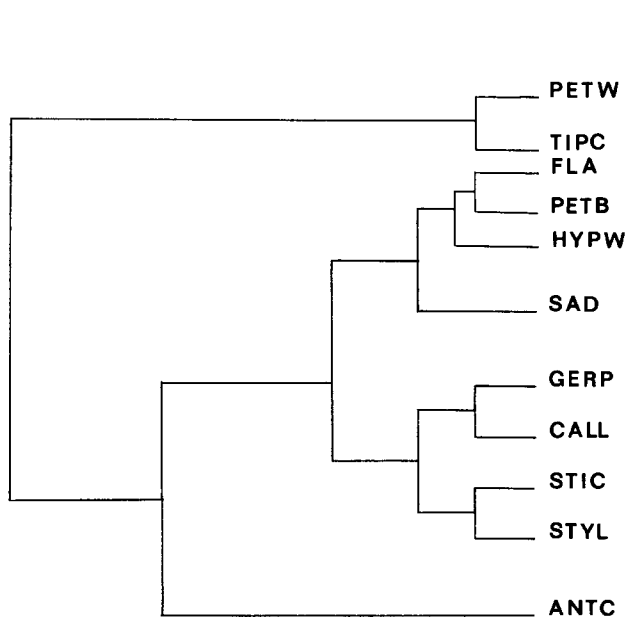 PETW
TIPC
FLA
PETB
HYPW
SAD
GERP
CALL
STIC
STYL
ANTC